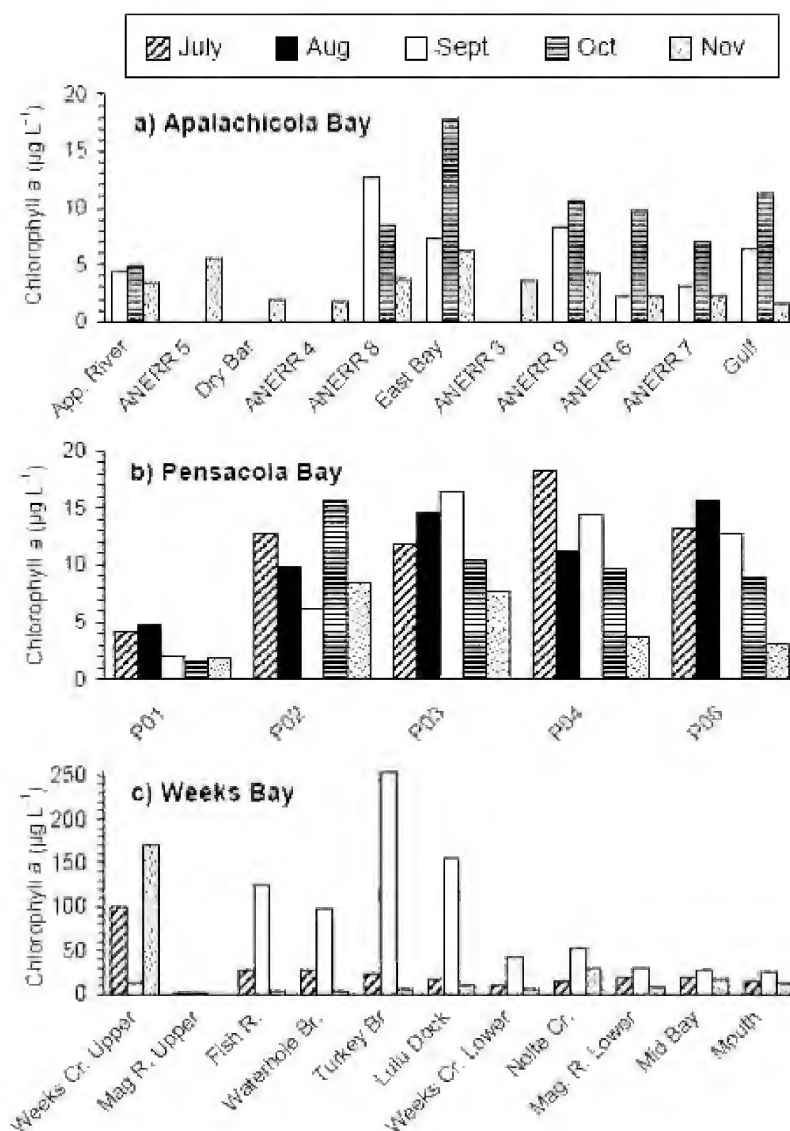 July Aug Sept Oct Nov
a) Apalachicola Bay
Chlorophyll a (µg L⁻¹)
20
15
10
5
0
App. River
ANERR 5
Dry Bar
ANERR 4
ANERR 8
East Bay
ANERR 3
ANERR 9
ANERR 6
ANERR 7
Gulf
b) Pensacola Bay
Chlorophyll a (µg L⁻¹)
20
15
10
5
0
P01
P02
P03
P04
P05
c) Weeks Bay
Chlorophyll a (µg L⁻¹)
250
200
150
100
50
0
Weeks Cr. Upper
Mag R. Upper
Fish R.
Waterhole Br.
Turkey Br
Lulu Dock
Weeks Cr. Lower
Nolte Cr.
Mag. R. Lower
Mid Bay
Mouth